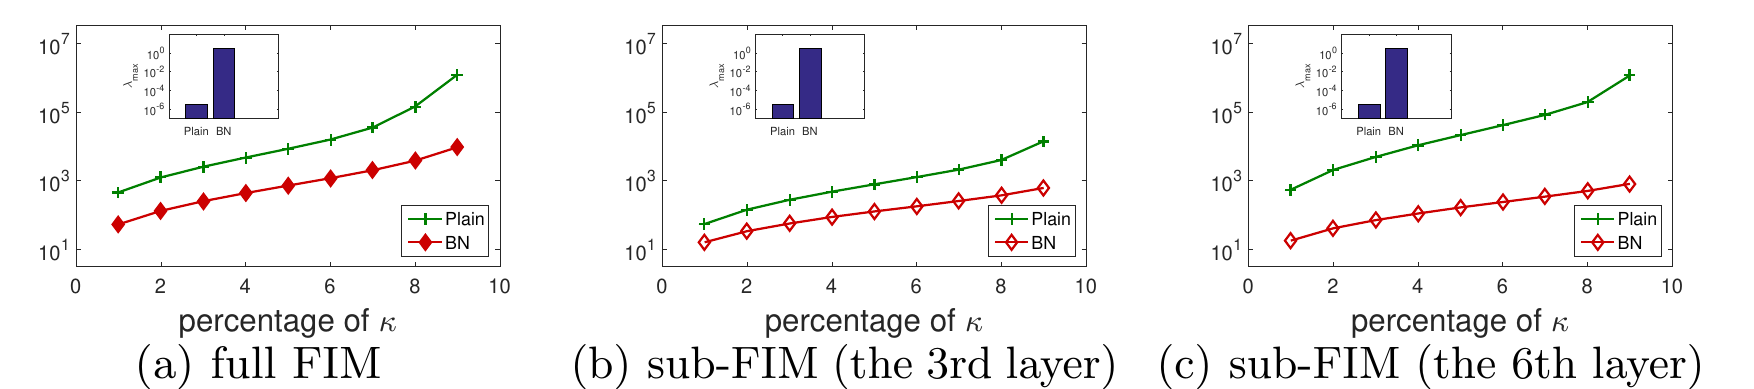 10^7
10^5
10^3
10^1
λ_max
10^0
10^-2
10^-4
10^-6
Plain BN
Plain
BN
0 2 4 6 8 10
percentage of κ
(a) full FIM
10^7
10^5
10^3
10^1
λ_max
10^0
10^-2
10^-4
10^-6
Plain BN
Plain
BN
0 2 4 6 8 10
percentage of κ
(b) sub-FIM (the 3rd layer)
10^7
10^5
10^3
10^1
λ_max
10^0
10^-2
10^-4
10^-6
Plain BN
Plain
BN
0 2 4 6 8 10
percentage of κ
(c) sub-FIM (the 6th layer)